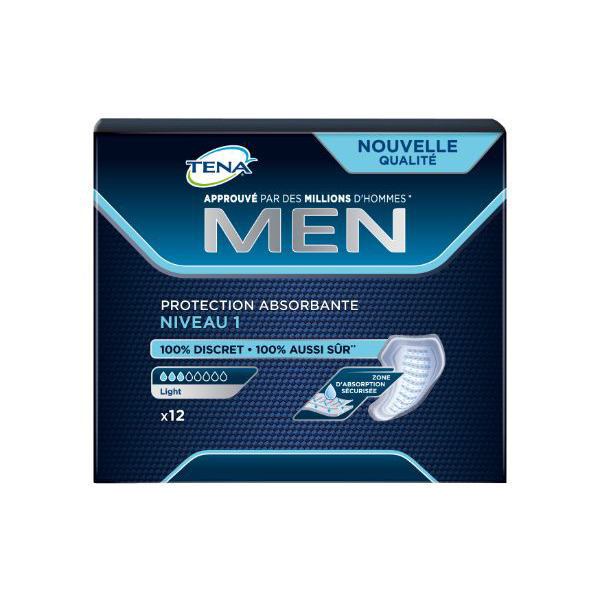 NOUVELLE
QUALITÉ
TENA
APPROUVÉ PAR DES MILLIONS D'HOMMES*
MEN
PROTECTION ABSORBANTE
NIVEAU 1
100% DISCRET • 100% AUSSI SÛR**
Light
ZONE
D'ABSORPTION
SÉCURISÉE
x12